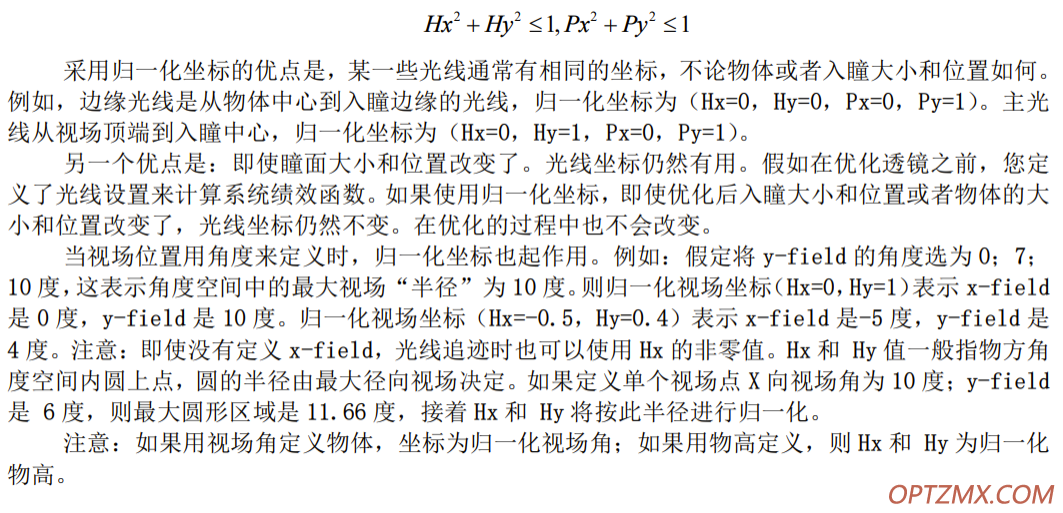 Hx² + Hy² ≤ 1, Px² + Py² ≤ 1
采用归一化坐标的优点是，某一些光线通常有相同的坐标，不论物体或者入瞳大小和位置如何。
例如，边缘光线是从物体中心到入瞳边缘的光线，归一化坐标为（Hx=0，Hy=0，Px=0，Py=1）。主光
线从视场顶端到入瞳中心，归一化坐标为（Hx=0，Hy=1，Px=0，Py=1）。
另一个优点是：即使瞳面大小和位置改变了。光线坐标仍然有用。假如在优化透镜之前，您定
义了光线设置来计算系统绩效函数。如果使用归一化坐标，即使优化后入瞳大小和位置或者物体的大
小和位置改变了，光线坐标仍然不变。在优化的过程中也不会改变。
当视场位置用角度来定义时，归一化坐标也起作用。例如：假定将 y-field 的角度选为 0；7；
10 度，这表示角度空间中的最大视场“半径”为 10 度。则归一化视场坐标（Hx=0，Hy=1）表示 x-field
是 0 度，y-field 是 10 度。归一化视场坐标（Hx=-0.5，Hy=0.4）表示 x-field 是-5 度，y-field 是
4 度。注意：即使没有定义 x-field，光线追迹时也可以使用 Hx 的非零值。Hx 和 Hy 值一般指物方角
度空间内圆上点，圆的半径由最大径向视场决定。如果定义单个视场点 X 向视场角为 10 度；y-field
是 6 度，则最大圆形区域是 11.66 度，接着 Hx 和 Hy 将按此半径进行归一化。
注意：如果用视场角定义物体，坐标为归一化视场角；如果用物高定义，则 Hx 和 Hy 为归一化
物高。
OPTZMX.COM